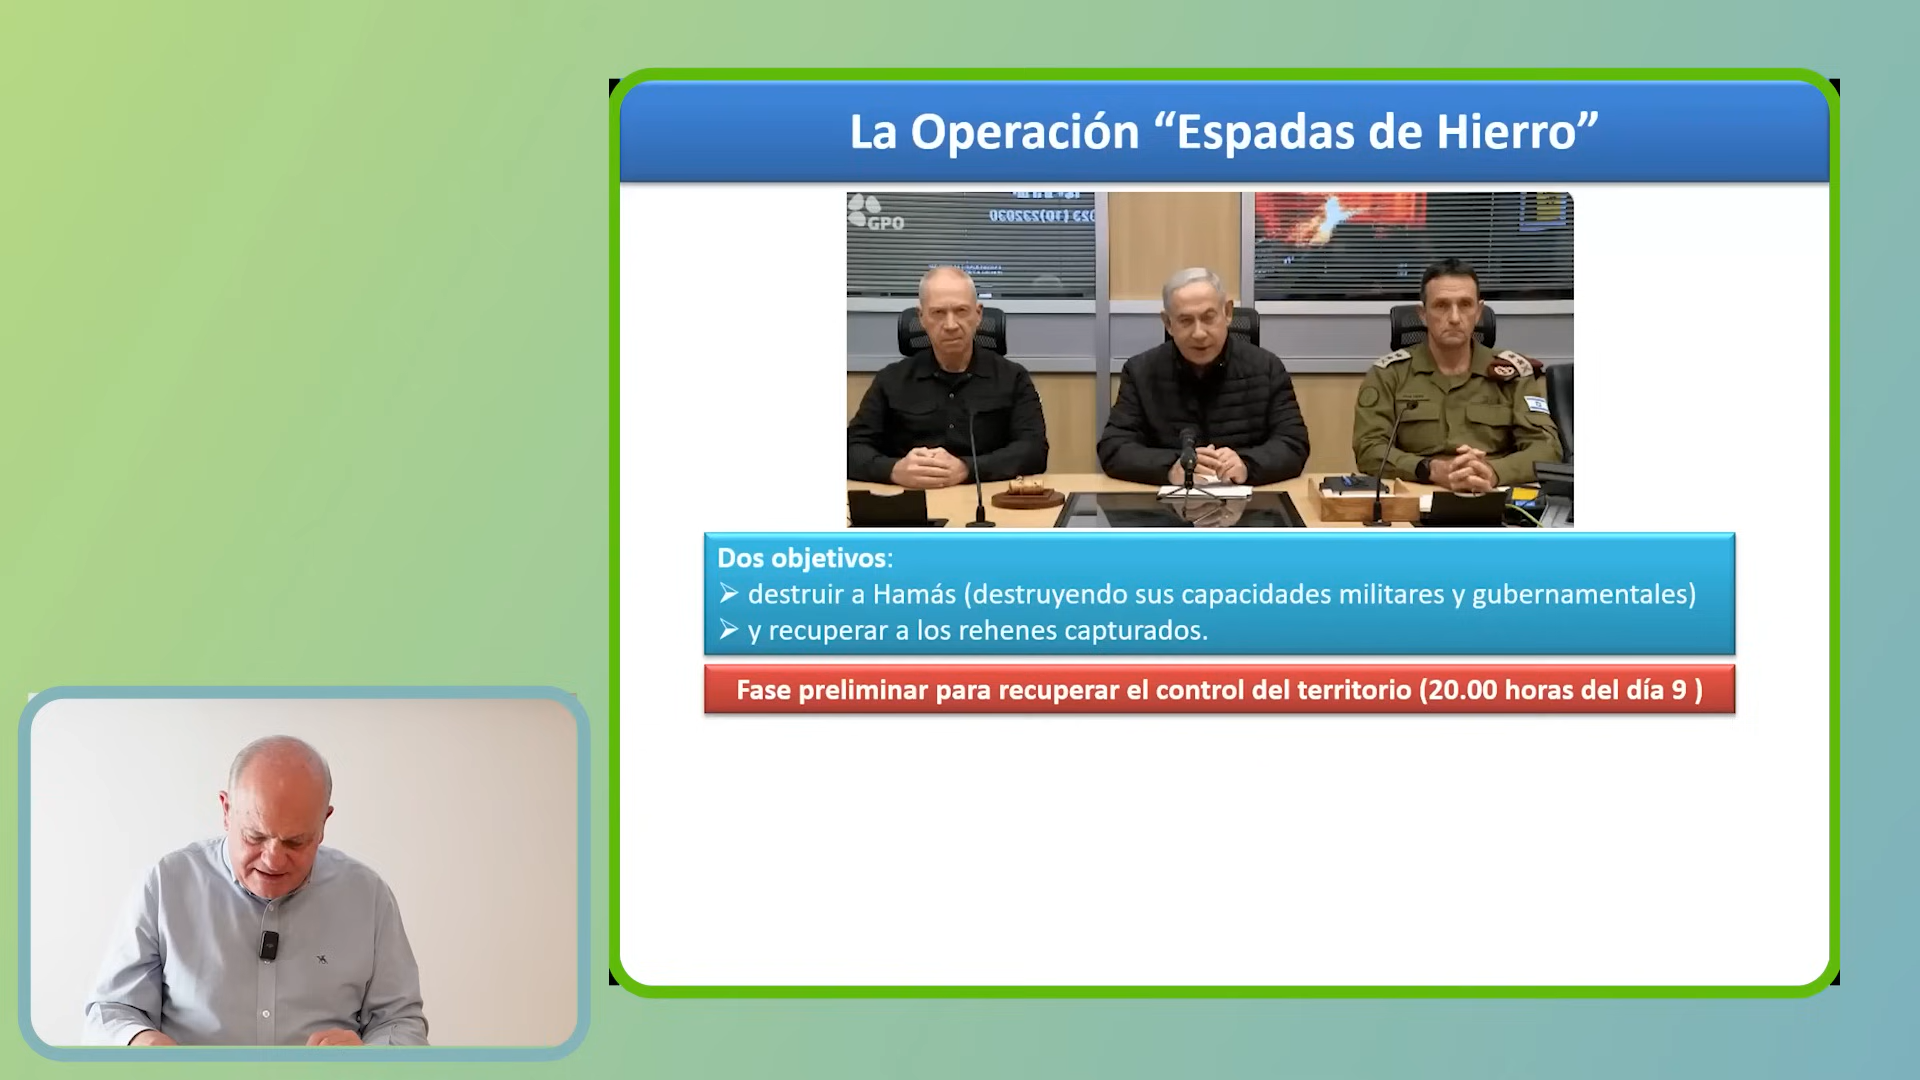 La Operación “Espadas de Hierro”
GPO
Dos objetivos:
➢ destruir a Hamás (destruyendo sus capacidades militares y gubernamentales)
➢ y recuperar a los rehenes capturados.
Fase preliminar para recuperar el control del territorio (20.00 horas del día 9 )